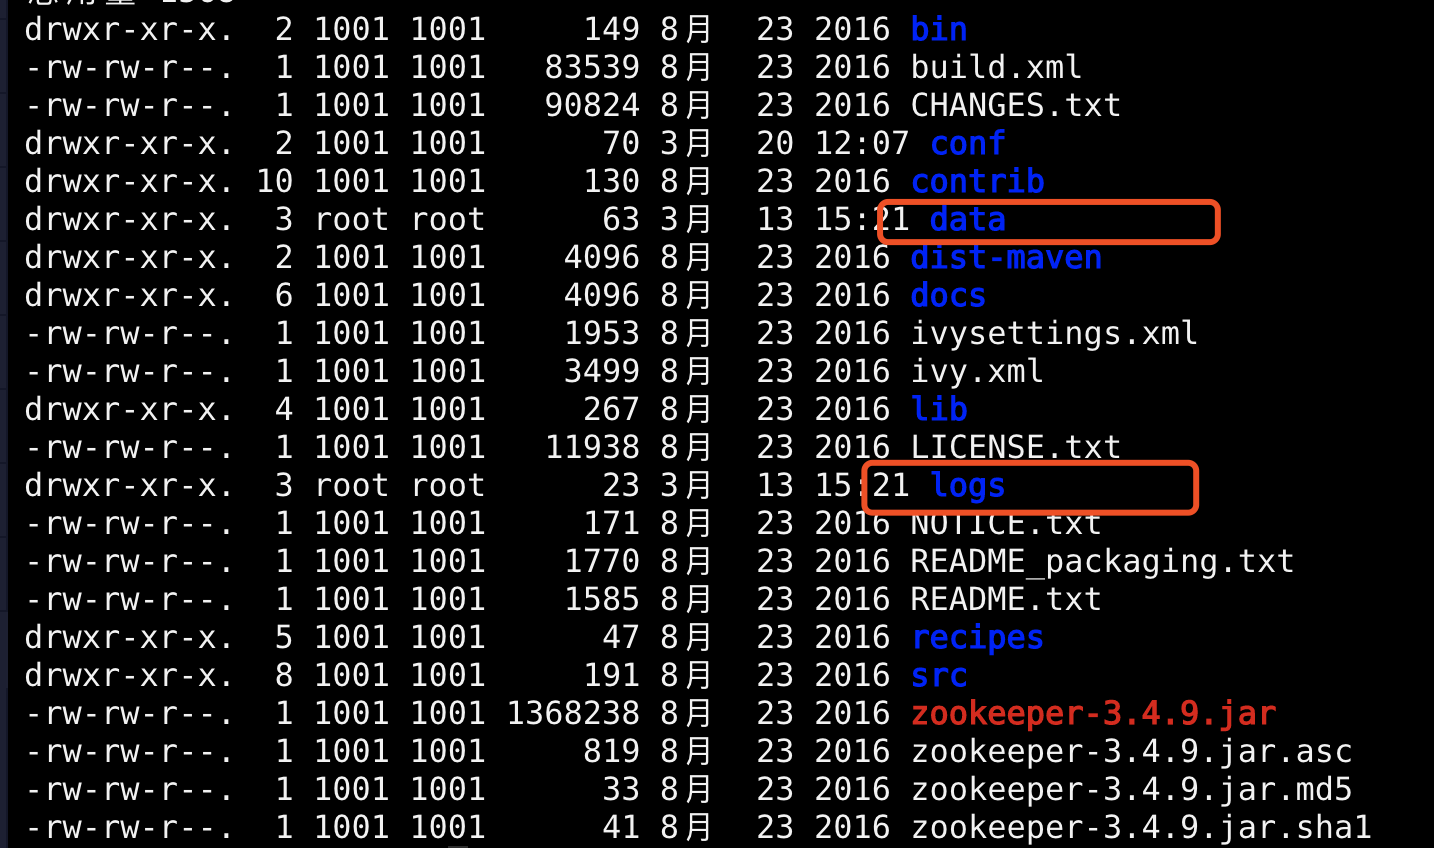 drwxr-xr-x.  2 1001 1001     149 8月  23 2016 bin
-rw-rw-r--.  1 1001 1001   83539 8月  23 2016 build.xml
-rw-rw-r--.  1 1001 1001   90824 8月  23 2016 CHANGES.txt
drwxr-xr-x.  2 1001 1001      70 3月  20 12:07 conf
drwxr-xr-x. 10 1001 1001     130 8月  23 2016 contrib
drwxr-xr-x.  3 root root      63 3月  13 15:21 data
drwxr-xr-x.  2 1001 1001    4096 8月  23 2016 dist-maven
drwxr-xr-x.  6 1001 1001    4096 8月  23 2016 docs
-rw-rw-r--.  1 1001 1001    1953 8月  23 2016 ivysettings.xml
-rw-rw-r--.  1 1001 1001    3499 8月  23 2016 ivy.xml
drwxr-xr-x.  4 1001 1001     267 8月  23 2016 lib
-rw-rw-r--.  1 1001 1001   11938 8月  23 2016 LICENSE.txt
drwxr-xr-x.  3 root root      23 3月  13 15:21 logs
-rw-rw-r--.  1 1001 1001     171 8月  23 2016 NOTICE.txt
-rw-rw-r--.  1 1001 1001    1770 8月  23 2016 README_packaging.txt
-rw-rw-r--.  1 1001 1001    1585 8月  23 2016 README.txt
drwxr-xr-x.  5 1001 1001      47 8月  23 2016 recipes
drwxr-xr-x.  8 1001 1001     191 8月  23 2016 src
-rw-rw-r--.  1 1001 1001 1368238 8月  23 2016 zookeeper-3.4.9.jar
-rw-rw-r--.  1 1001 1001     819 8月  23 2016 zookeeper-3.4.9.jar.asc
-rw-rw-r--.  1 1001 1001      33 8月  23 2016 zookeeper-3.4.9.jar.md5
-rw-rw-r--.  1 1001 1001      41 8月  23 2016 zookeeper-3.4.9.jar.sha1